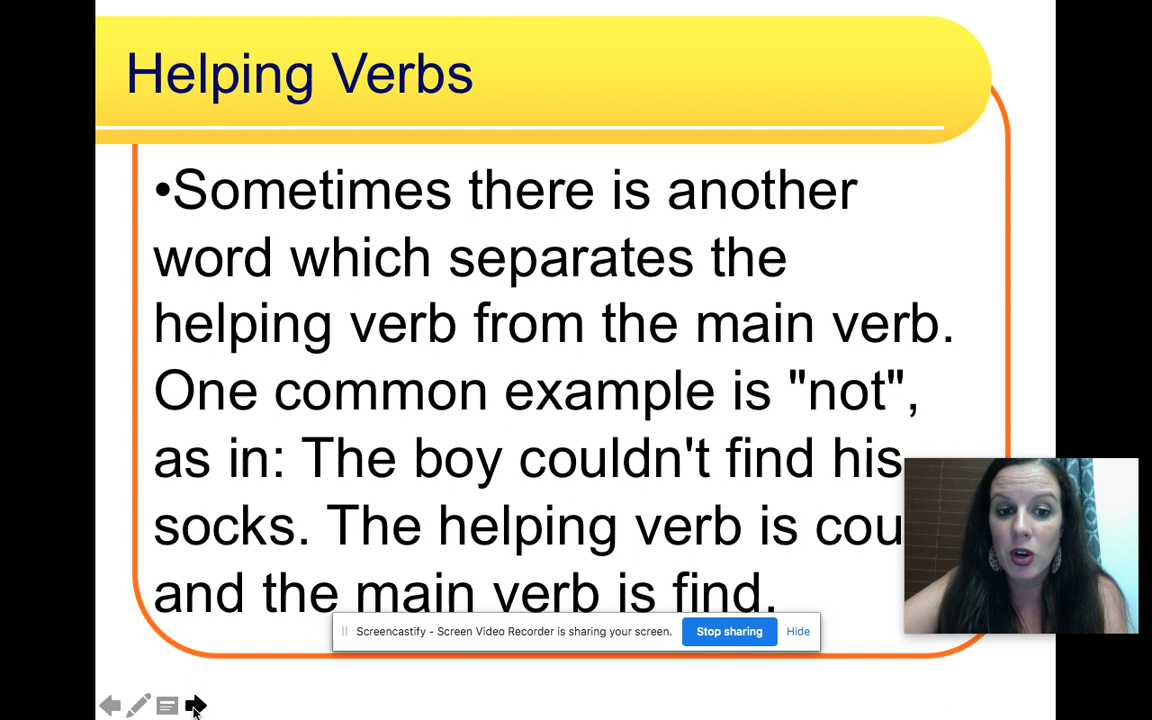 Helping Verbs
•Sometimes there is another
word which separates the
helping verb from the main verb.
One common example is "not",
as in: The boy couldn't find his
socks. The helping verb is
and the main verb is find.
Screencastify - Screen Video Recorder is sharing your screen.
Stop sharing
Hide